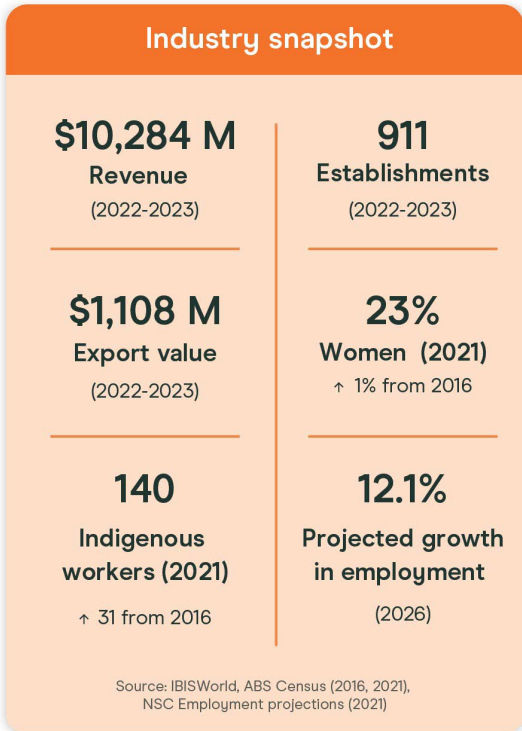 Industry snapshot
$10,284 M
Revenue
(2022-2023)
911
Establishments
(2022-2023)
$1,108 M
Export value
(2022-2023)
23%
Women (2021)
↑ 1% from 2016
140
Indigenous
workers (2021)
↑ 31 from 2016
12.1%
Projected growth
in employment
(2026)
Source: IBISWorld, ABS Census (2016, 2021),
NSC Employment projections (2021)